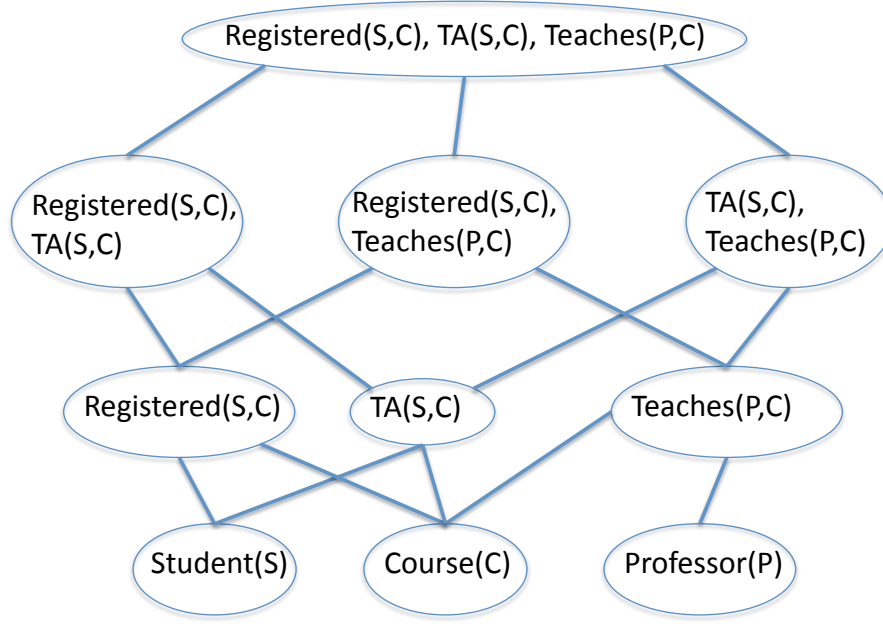 Registered(S,C), TA(S,C), Teaches(P,C)
Registered(S,C),
TA(S,C)
Registered(S,C),
Teaches(P,C)
TA(S,C),
Teaches(P,C)
Registered(S,C)
TA(S,C)
Teaches(P,C)
Student(S)
Course(C)
Professor(P)